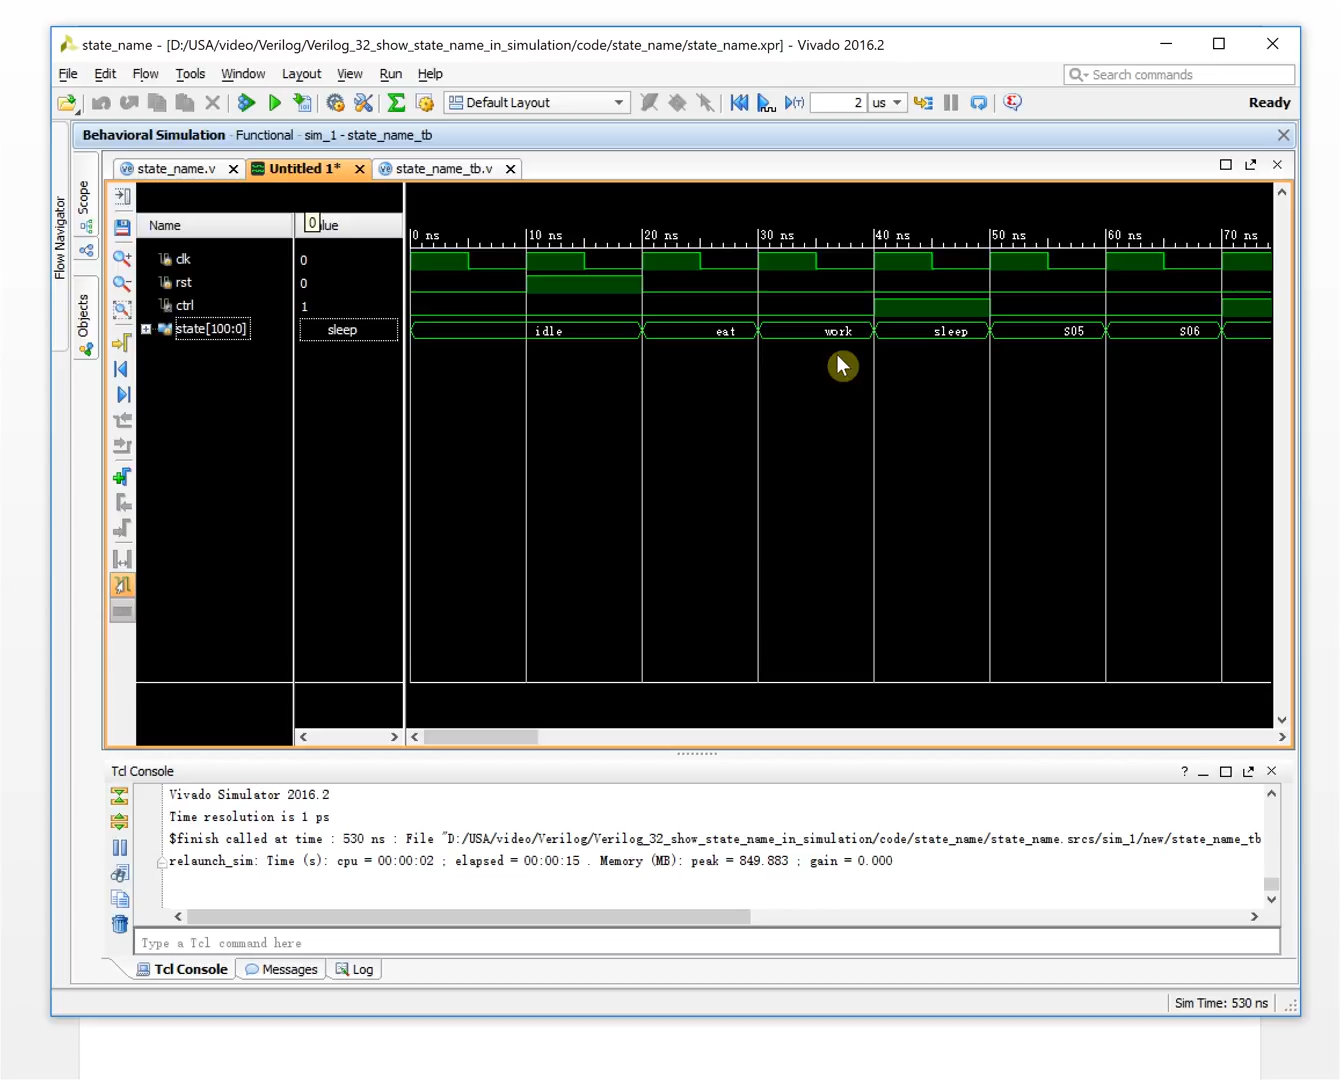 state_name - [D:/USA/video/Verilog/Verilog_32_show_state_name_in_simulation/code/state_name/state_name.xpr] - Vivado 2016.2
File Edit Flow Tools Window Layout View Run Help
Search commands
Default Layout 2 us Ready
Behavioral Simulation - Functional - sim_1 - state_name_tb
state_name.v Untitled 1* state_name_tb.v
Flow Navigator
Scope
Objects
Name 0 lue
0 ns 10 ns 20 ns 30 ns 40 ns 50 ns 60 ns 70 ns
clk 0
rst 0
ctrl 1
state[100:0] sleep idle eat work sleep S05 S06
Tcl Console
Vivado Simulator 2016.2
Time resolution is 1 ps
$finish called at time : 530 ns : File "D:/USA/video/Verilog/Verilog_32_show_state_name_in_simulation/code/state_name/state_name.srcs/sim_1/new/state_name_tb
relaunch_sim: Time (s): cpu = 00:00:02 ; elapsed = 00:00:15 . Memory (MB): peak = 849.883 ; gain = 0.000
Type a Tcl command here
Tcl Console Messages Log
Sim Time: 530 ns